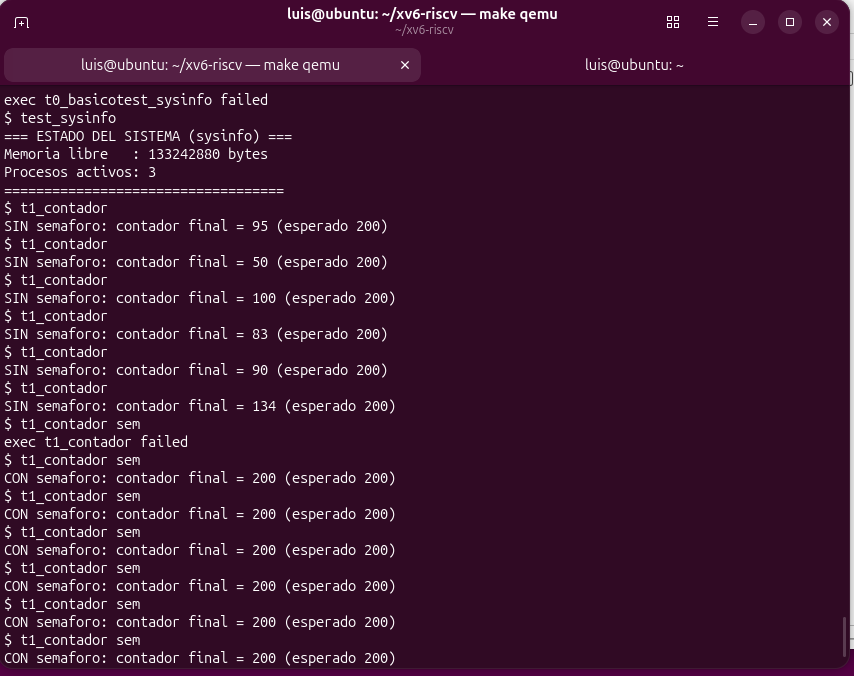 luis@ubuntu: ~/xv6-riscv — make qemu
~/xv6-riscv
luis@ubuntu: ~/xv6-riscv — make qemu
luis@ubuntu: ~
exec t0_basicotest_sysinfo failed
$ test_sysinfo
=== ESTADO DEL SISTEMA (sysinfo) ===
Memoria libre   : 133242880 bytes
Procesos activos: 3
===================================
$ t1_contador
SIN semaforo: contador final = 95 (esperado 200)
$ t1_contador
SIN semaforo: contador final = 50 (esperado 200)
$ t1_contador
SIN semaforo: contador final = 100 (esperado 200)
$ t1_contador
SIN semaforo: contador final = 83 (esperado 200)
$ t1_contador
SIN semaforo: contador final = 90 (esperado 200)
$ t1_contador
SIN semaforo: contador final = 134 (esperado 200)
$ t1_contador sem
exec t1_contador failed
$ t1_contador sem
CON semaforo: contador final = 200 (esperado 200)
$ t1_contador sem
CON semaforo: contador final = 200 (esperado 200)
$ t1_contador sem
CON semaforo: contador final = 200 (esperado 200)
$ t1_contador sem
CON semaforo: contador final = 200 (esperado 200)
$ t1_contador sem
CON semaforo: contador final = 200 (esperado 200)
$ t1_contador sem
CON semaforo: contador final = 200 (esperado 200)